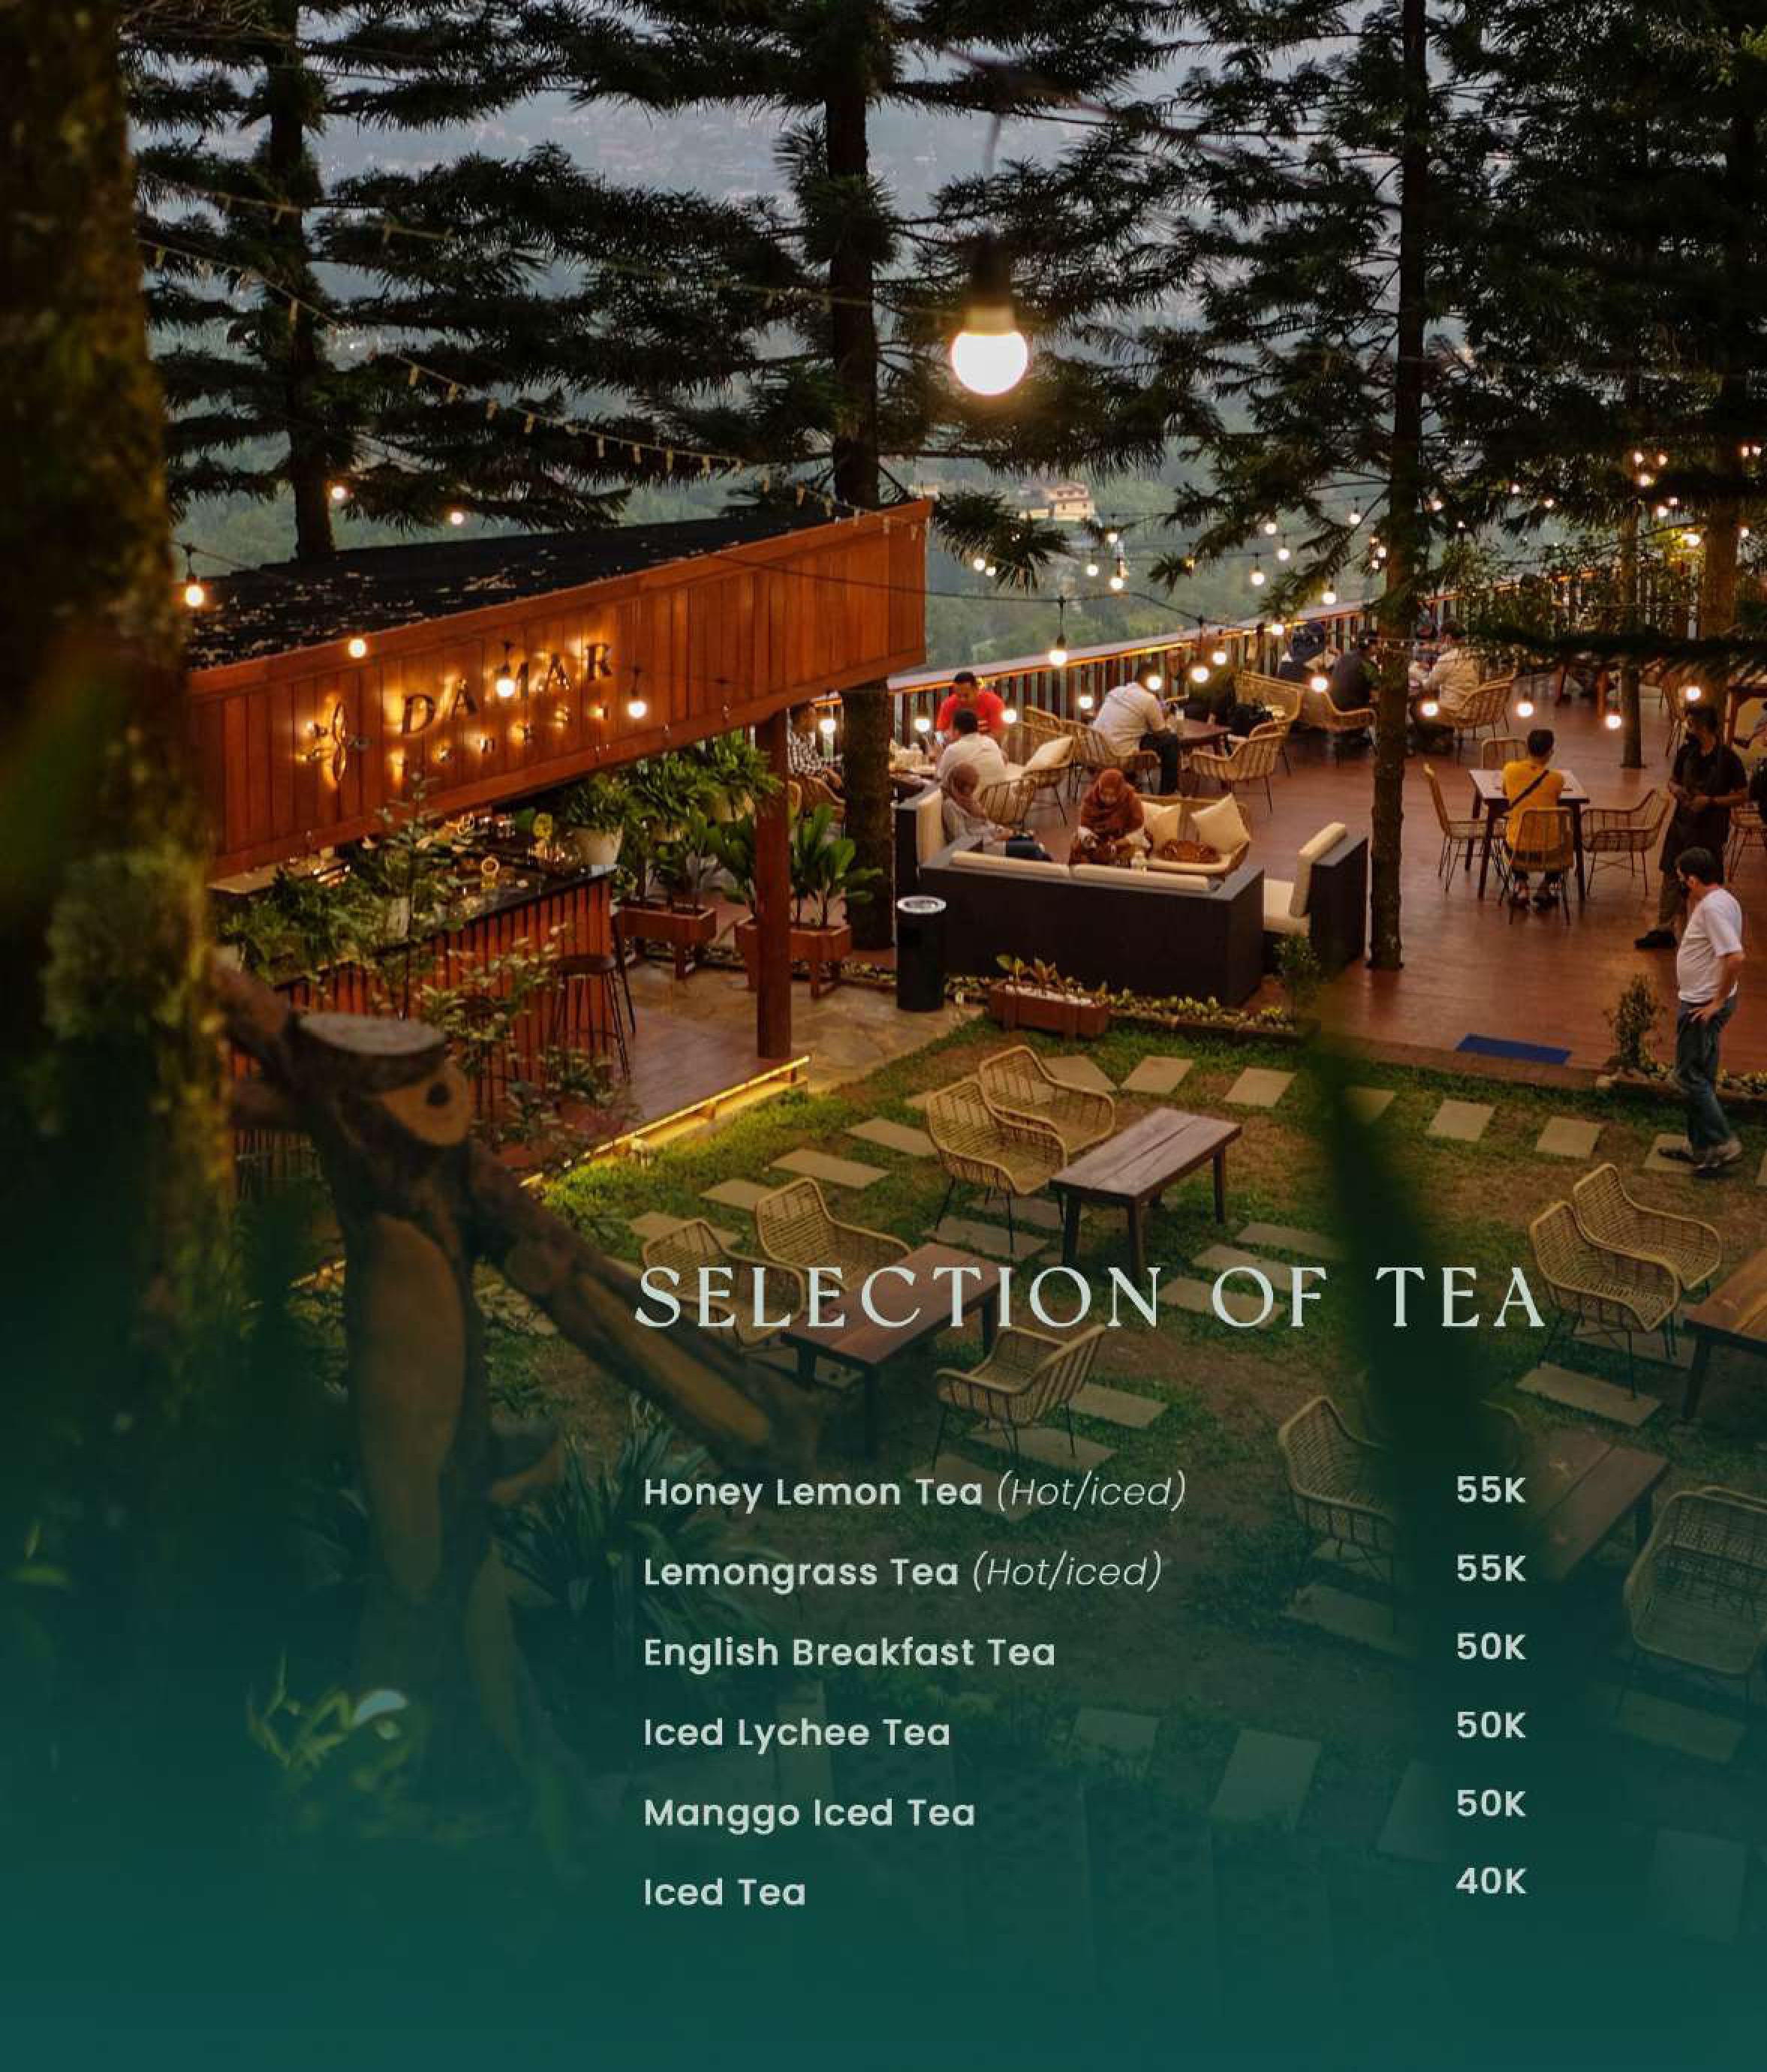 DAMAR
SELECTION OF TEA
Honey Lemon Tea (Hot/iced) 55K
Lemongrass Tea (Hot/iced) 55K
English Breakfast Tea 50K
Iced Lychee Tea 50K
Manggo Iced Tea 50K
Iced Tea 40K